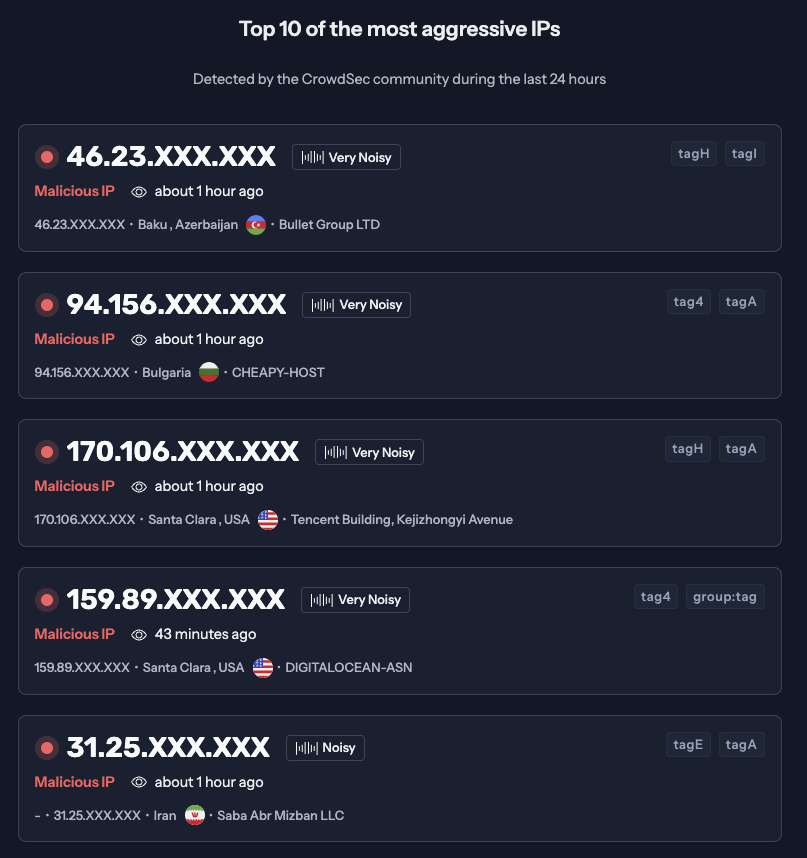 Top 10 of the most aggressive IPs
Detected by the CrowdSec community during the last 24 hours
46.23.XXX.XXX Very Noisy tagH tagI
Malicious IP about 1 hour ago
46.23.XXX.XXX · Baku , Azerbaijan · Bullet Group LTD
94.156.XXX.XXX Very Noisy tag4 tagA
Malicious IP about 1 hour ago
94.156.XXX.XXX · Bulgaria · CHEAPY-HOST
170.106.XXX.XXX Very Noisy tagH tagA
Malicious IP about 1 hour ago
170.106.XXX.XXX · Santa Clara , USA · Tencent Building, Kejizhongyi Avenue
159.89.XXX.XXX Very Noisy tag4 group:tag
Malicious IP 43 minutes ago
159.89.XXX.XXX · Santa Clara , USA · DIGITALOCEAN-ASN
31.25.XXX.XXX Noisy tagE tagA
Malicious IP about 1 hour ago
- · 31.25.XXX.XXX · Iran · Saba Abr Mizban LLC